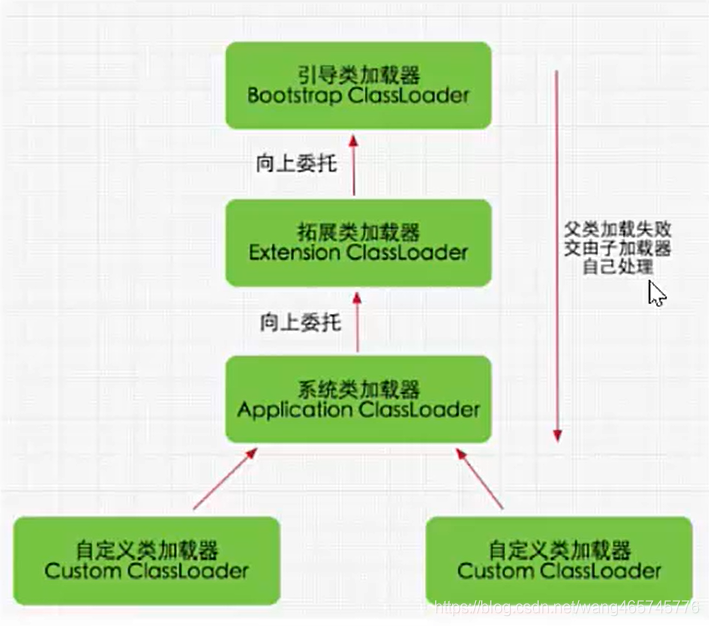 引导类加载器
Bootstrap ClassLoader
向上委托
拓展类加载器
Extension ClassLoader
父类加载失败
交由子加载器
自己处理
向上委托
系统类加载器
Application ClassLoader
自定义类加载器
Custom ClassLoader
自定义类加载器
Custom ClassLoader
https://blog.csdn.net/wang465745776